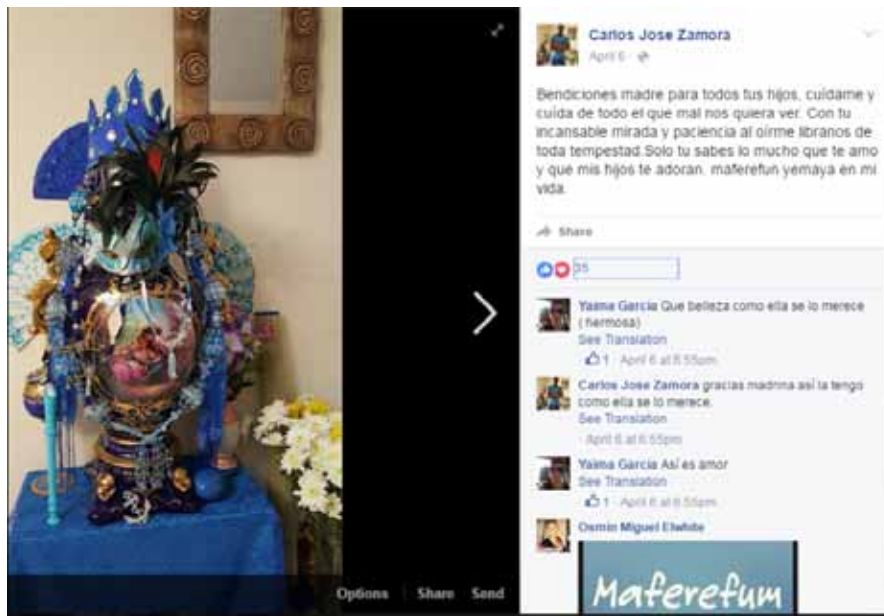 Carlos Jose Zamora
April 6
Bendiciones madre para todos tus hijos, cuídame y
cuida de todo el que mal nos quiera ver. Con tu
incansable mirada y paciencia al oírme libranos de
toda tempestad.Solo tu sabes lo mucho que te amo
y que mis hijos te adoran. maferefun yemaya en mi
vida.
Share
35
Yaima Garcia Que belleza como ella se lo merece
( hermosa)
See Translation
1 · April 6 at 6:55pm
Carlos Jose Zamora gracias madrina así la tengo
como ella se lo merece.
See Translation
· April 6 at 6:55pm
Yaima Garcia Así es amor
See Translation
1 · April 6 at 6:55pm
Osmin Miguel Elwhite
Maferefum
Options Share Send